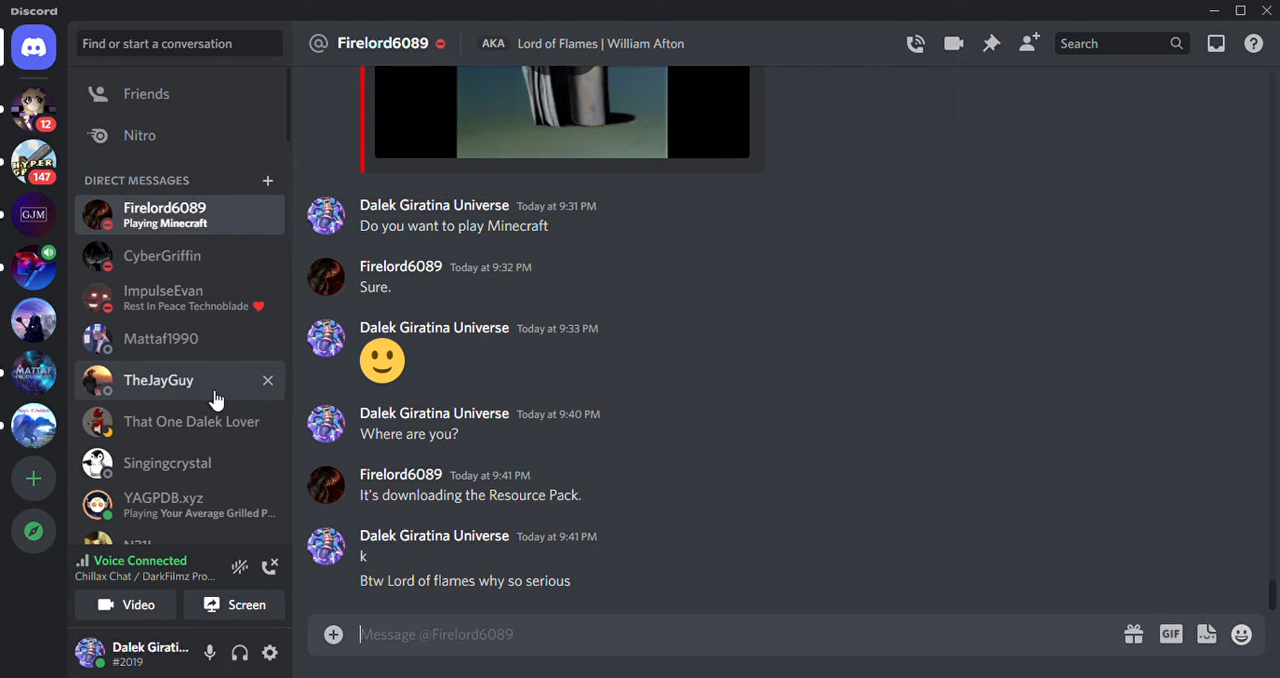 Discord
Find or start a conversation
Friends
Nitro
DIRECT MESSAGES
Firelord6089
Playing Minecraft
CyberGriffin
ImpulseEvan
Rest In Peace Technoblade ❤️
Mattaf1990
TheJayGuy
That One Dalek Lover
Singingcrystal
YAGPDB.xyz
Playing Your Average Grilled P...
Voice Connected
Chillax Chat / DarkFilmz Pro...
Video
Screen
Dalek Girati...
#2019
12
HYPER
147
GJM
MATTAF
Firelord6089
AKA Lord of Flames | William Afton
Search
Dalek Giratina Universe Today at 9:31 PM
Do you want to play Minecraft
Firelord6089 Today at 9:32 PM
Sure.
Dalek Giratina Universe Today at 9:33 PM
🙂
Dalek Giratina Universe Today at 9:40 PM
Where are you?
Firelord6089 Today at 9:41 PM
It's downloading the Resource Pack.
Dalek Giratina Universe Today at 9:41 PM
k
Btw Lord of flames why so serious
Message @Firelord6089
GIF